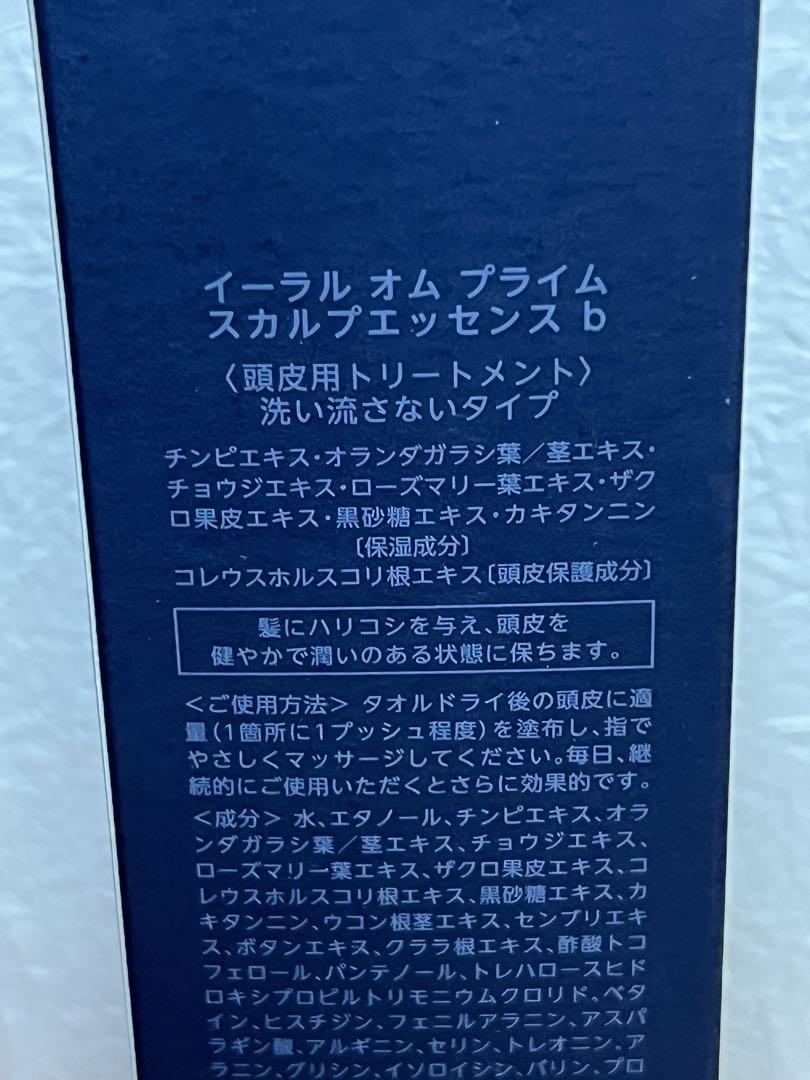 イーラル オム プライム
スカルプエッセンス b
〈頭皮用トリートメント〉
洗い流さないタイプ
チンピエキス・オランダガラシ葉／茎エキス・
チョウジエキス・ローズマリー葉エキス・ザク
ロ果皮エキス・黒砂糖エキス・カキタンニン
〔保湿成分〕
コレウスホルスコリ根エキス〔頭皮保護成分〕
髪にハリコシを与え、頭皮を
健やかで潤いのある状態に保ちます。
＜ご使用方法＞ タオルドライ後の頭皮に適
量（1箇所に1プッシュ程度）を塗布し、指で
やさしくマッサージしてください。毎日、継
続的にご使用いただくとさらに効果的です。
＜成分＞ 水、エタノール、チンピエキス、オラ
ンダガラシ葉／茎エキス、チョウジエキス、
ローズマリー葉エキス、ザクロ果皮エキス、コ
レウスホルスコリ根エキス、黒砂糖エキス、カ
キタンニン、ウコン根茎エキス、センブリエキ
ス、ボタンエキス、クララ根エキス、酢酸トコ
フェロール、パンテノール、トレハロースヒド
ロキシプロピルトリモニウムクロリド、ベタ
イン、ヒスチジン、フェニルアラニン、アスパ
ラギン酸、アルギニン、セリン、トレオニン、ア
ラニン、グリシン、イソロイシン、バリン、プロ